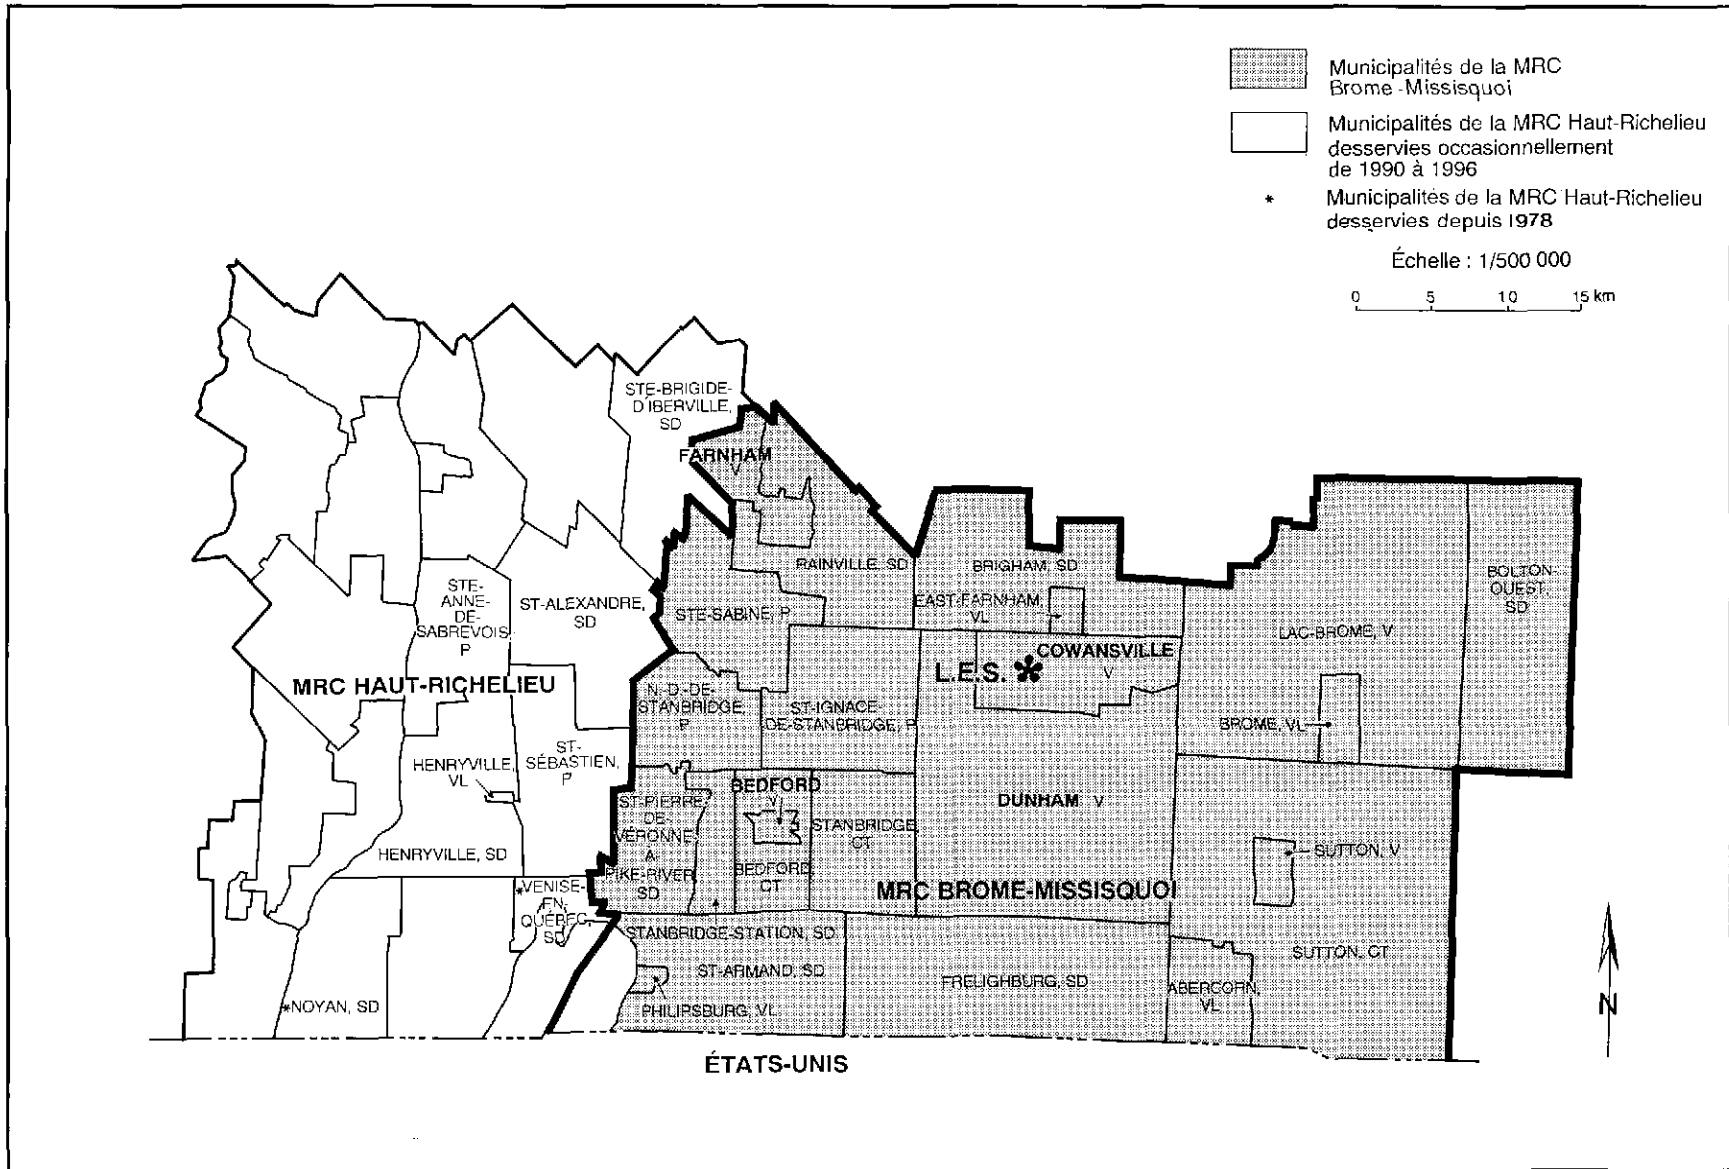 Municipalités de la MRC
Brome-Missisquoi
Municipalités de la MRC Haut-Richelieu
desservies occasionnellement
de 1990 à 1996
* Municipalités de la MRC Haut-Richelieu
desservies depuis 1978
Échelle : 1/500 000
0 5 10 15 km
STE-BRIGIDE-
D'IBERVILLE,
SD
FARNHAM
V
RAINVILLE, SD
BRIGHAM, SD
BOLTON-
OUEST,
SD
STE-
ANNE-
DE-
SABREVOIS
P
ST-ALEXANDRE,
SD
STE-SABINE, P
EAST-FARNHAM,
VL
LAC-BROME, V
COWANSVILLE
V
L.E.S. *
MRC HAUT-RICHELIEU
N.-D.-DE-
STANBRIDGE,
P
ST-IGNACE-
DE-STANBRIDGE, P
BROME, VL
HENRYVILLE,
VL
ST-
SÉBASTIEN,
P
BEDFORD
V
DUNHAM V
ST-PIERRE-
DE-
VÉRONNE-
À-
PIKE-RIVER
SD
STANBRIDGE,
CT
SUTTON, V
HENRYVILLE, SD
BEDFORD,
CT
MRC BROME-MISSISQUOI
*VENISE-
EN-
QUÉBEC,
SD
STANBRIDGE-STATION, SD
SUTTON, CT
ST-ARMAND, SD
FRELIGHBURG, SD
ABERCORN,
VL
*NOYAN, SD
PHILIPSBURG, VL
N
ÉTATS-UNIS